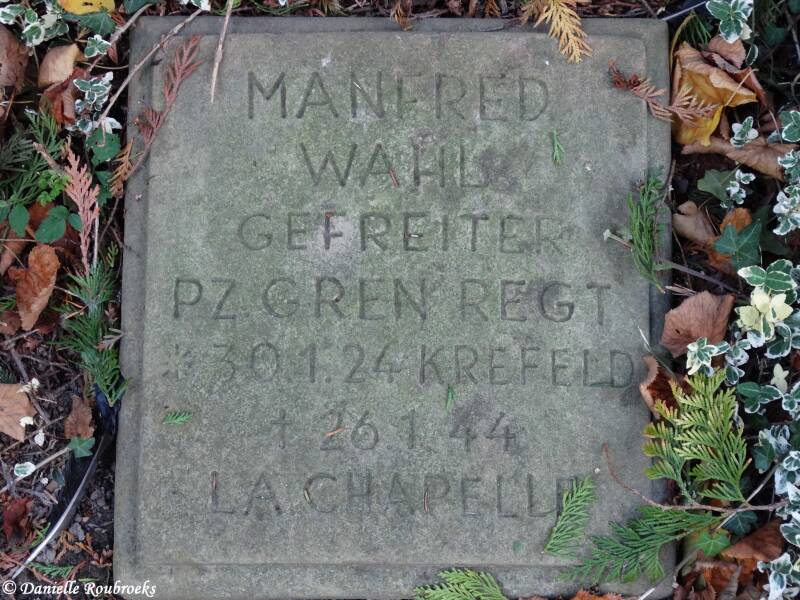 MANFRED
WAHL
GEFREITER
PZ GREN REGT
* 30.1.24 KREFELD
† 26.1.44
LA CHAPELLE
© Danielle Roubroeks